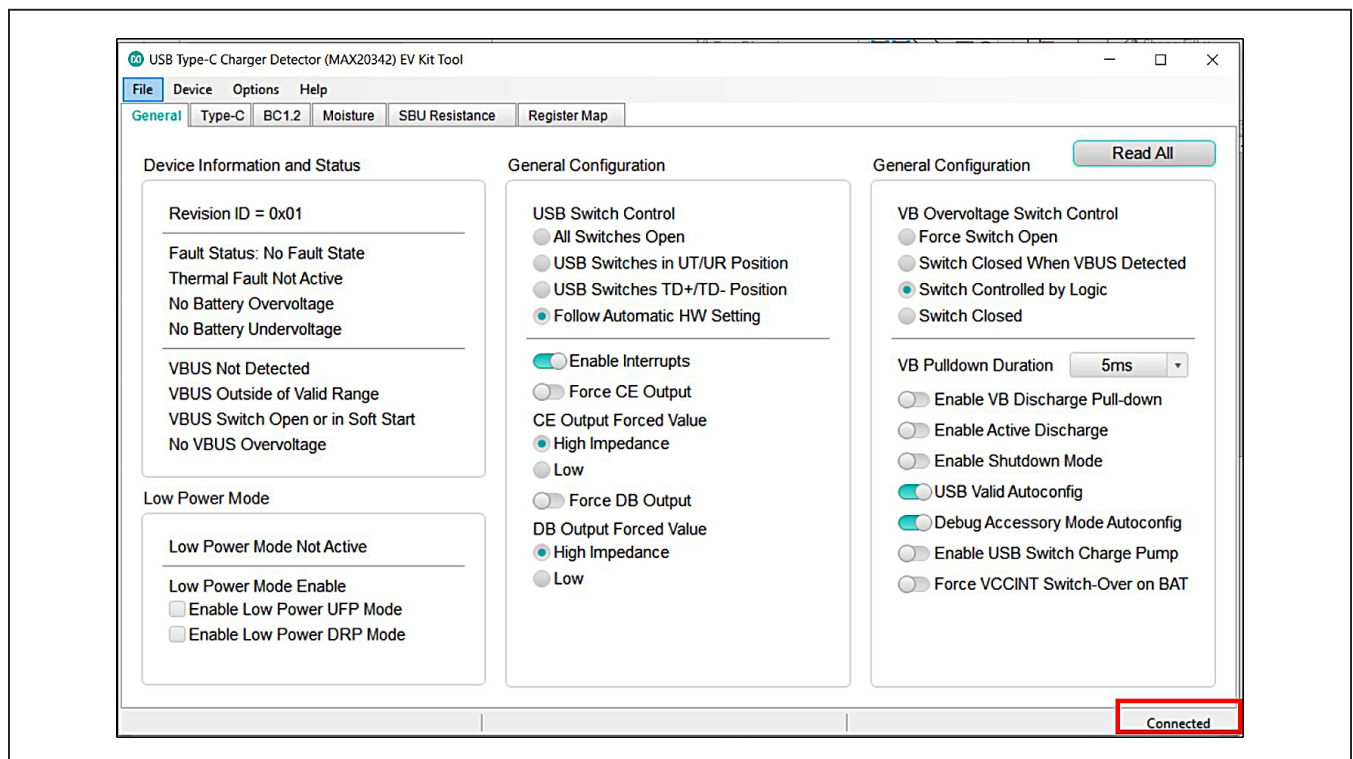 USB Type-C Charger Detector (MAX20342) EV Kit Tool
File Device Options Help
General Type-C BC1.2 Moisture SBU Resistance Register Map
Read All
Device Information and Status
Revision ID = 0x01
Fault Status: No Fault State
Thermal Fault Not Active
No Battery Overvoltage
No Battery Undervoltage
VBUS Not Detected
VBUS Outside of Valid Range
VBUS Switch Open or in Soft Start
No VBUS Overvoltage
Low Power Mode
Low Power Mode Not Active
Low Power Mode Enable
Enable Low Power UFP Mode
Enable Low Power DRP Mode
General Configuration
USB Switch Control
All Switches Open
USB Switches in UT/UR Position
USB Switches TD+/TD- Position
Follow Automatic HW Setting
Enable Interrupts
Force CE Output
CE Output Forced Value
High Impedance
Low
Force DB Output
DB Output Forced Value
High Impedance
Low
General Configuration
VB Overvoltage Switch Control
Force Switch Open
Switch Closed When VBUS Detected
Switch Controlled by Logic
Switch Closed
VB Pulldown Duration 5ms
Enable VB Discharge Pull-down
Enable Active Discharge
Enable Shutdown Mode
USB Valid Autoconfig
Debug Accessory Mode Autoconfig
Enable USB Switch Charge Pump
Force VCCINT Switch-Over on BAT
Connected